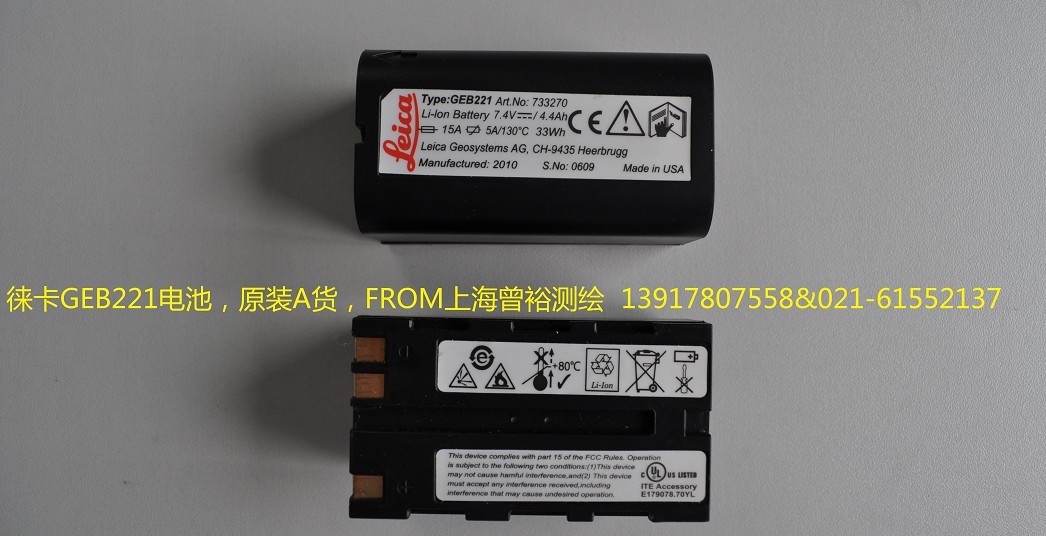 Leica
Type:GEB221 Art.No: 733270
Li-Ion Battery 7.4V / 4.4Ah
15A 5A/130°C 33Wh
Leica Geosystems AG, CH-9435 Heerbrugg
Manufactured: 2010 S.No: 0609 Made in USA
CE
徕卡GEB221电池，原装A货，FROM上海曾裕测绘 13917807558&021-61552137
+80°C
Li-Ion
This device complies with part 15 of the FCC Rules. Operation
is subject to the following two conditions:(1)This device
may not cause harmful interference,and(2) This device
must accept any interference received,including
interference that may cause undesired operation.
C UL US LISTED
ITE Accessory
E179078,70YL